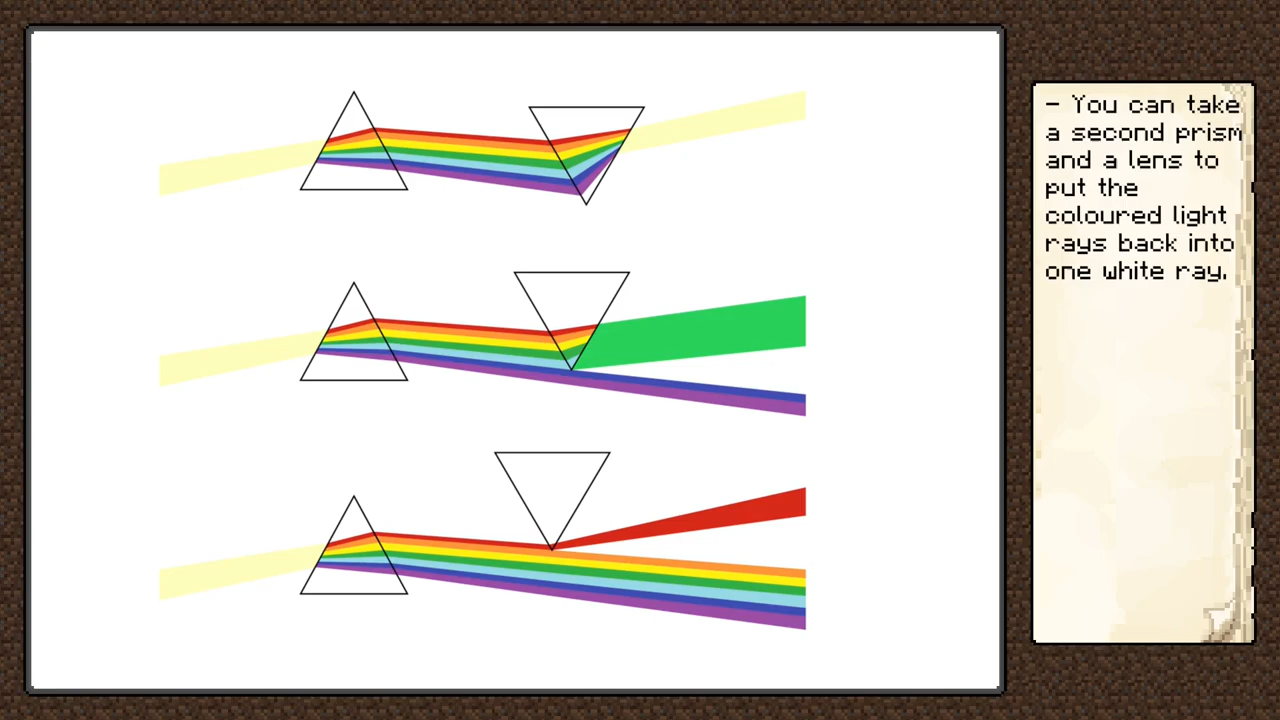 - You can take
a second prism
and a lens to
put the
coloured light
rays back into
one white ray.